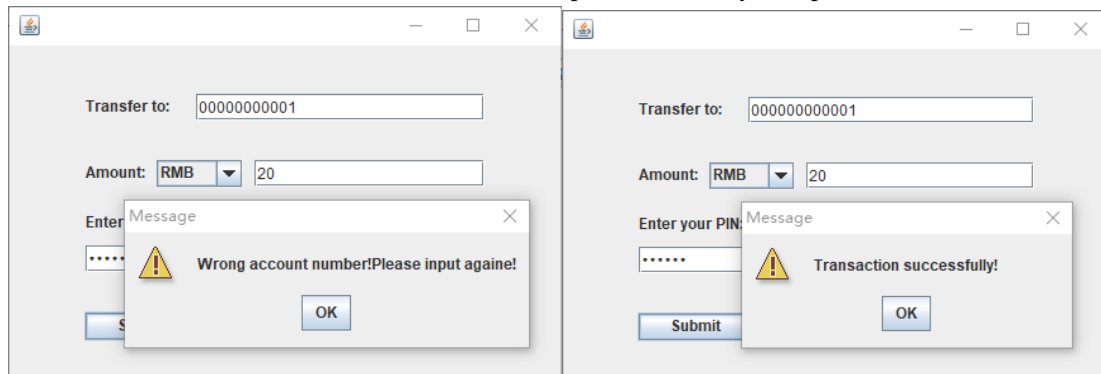 Transfer to: 00000000001
Amount: RMB 20
Enter
Message
Wrong account number!Please input againe!
OK
S
Transfer to: 000000000001
Amount: RMB 20
Enter your PIN:
Message
Transaction successfully!
OK
Submit